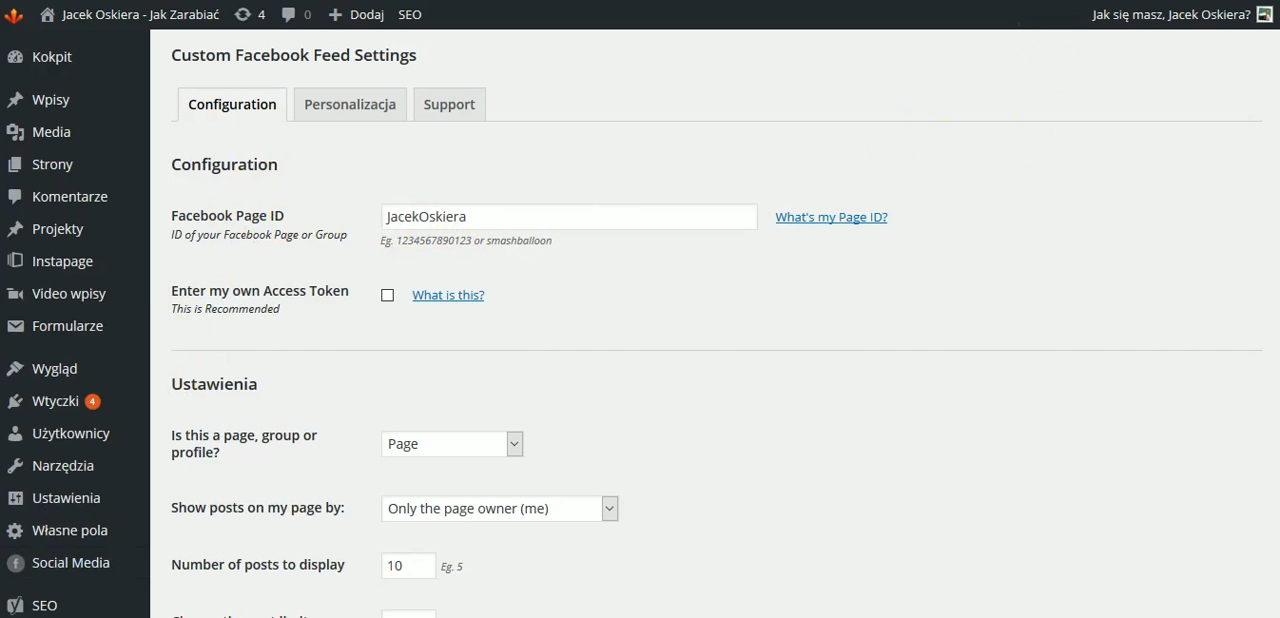 Jacek Oskiera - Jak Zarabiać 4 0 Dodaj SEO Jak się masz, Jacek Oskiera?
Kokpit
Wpisy
Media
Strony
Komentarze
Projekty
Instapage
Video wpisy
Formularze
Wygląd
Wtyczki 4
Użytkownicy
Narzędzia
Ustawienia
Własne pola
Social Media
SEO
Custom Facebook Feed Settings
Configuration Personalizacja Support
Configuration
Facebook Page ID
ID of your Facebook Page or Group
JacekOskiera What's my Page ID?
Eg. 1234567890123 or smashballoon
Enter my own Access Token
This is Recommended
What is this?
Ustawienia
Is this a page, group or
profile?
Page
Show posts on my page by: Only the page owner (me)
Number of posts to display 10 Eg. 5